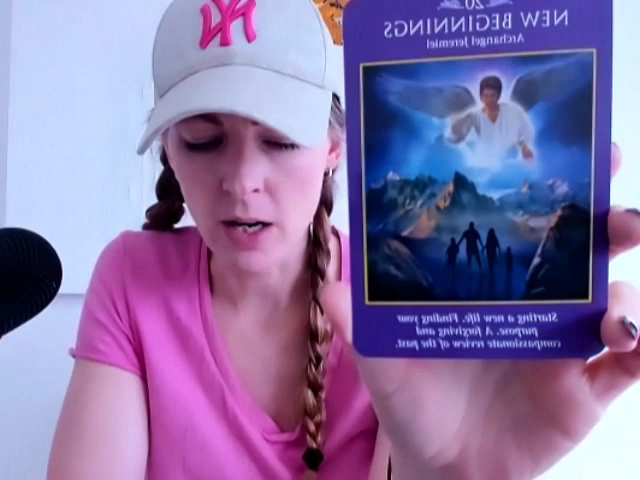 NY
20
NEW BEGINNINGS
Archangel Jeremiel
Starting a new life. Finding your
purpose. A forgiving and
compassionate review of the past.